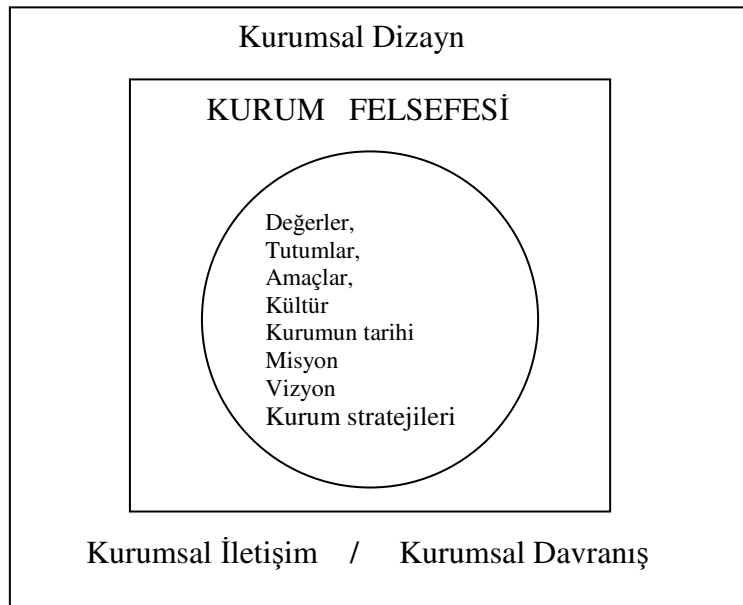 Kurumsal Dizayn
KURUM FELSEFESİ
Değerler,
Tutumlar,
Amaçlar,
Kültür
Kurumun tarihi
Misyon
Vizyon
Kurum stratejileri
Kurumsal İletişim / Kurumsal Davranış